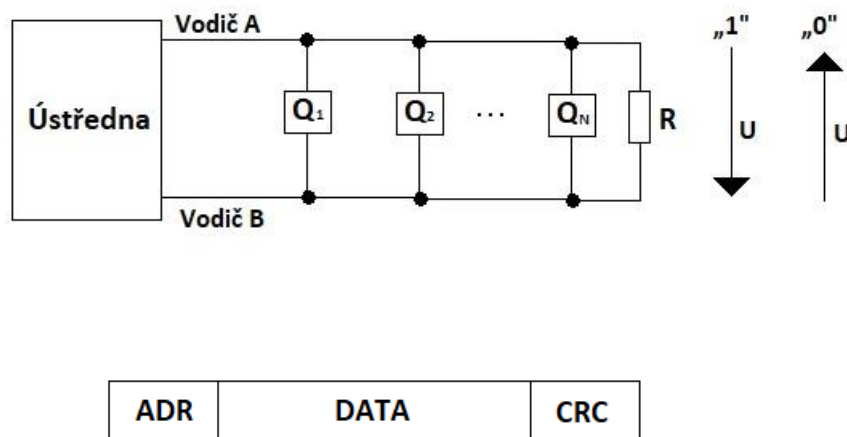 Vodič A
„1" „0"
Ústředna
Q₁ Q₂ ... Qₙ R
U U
Vodič B
ADR DATA CRC